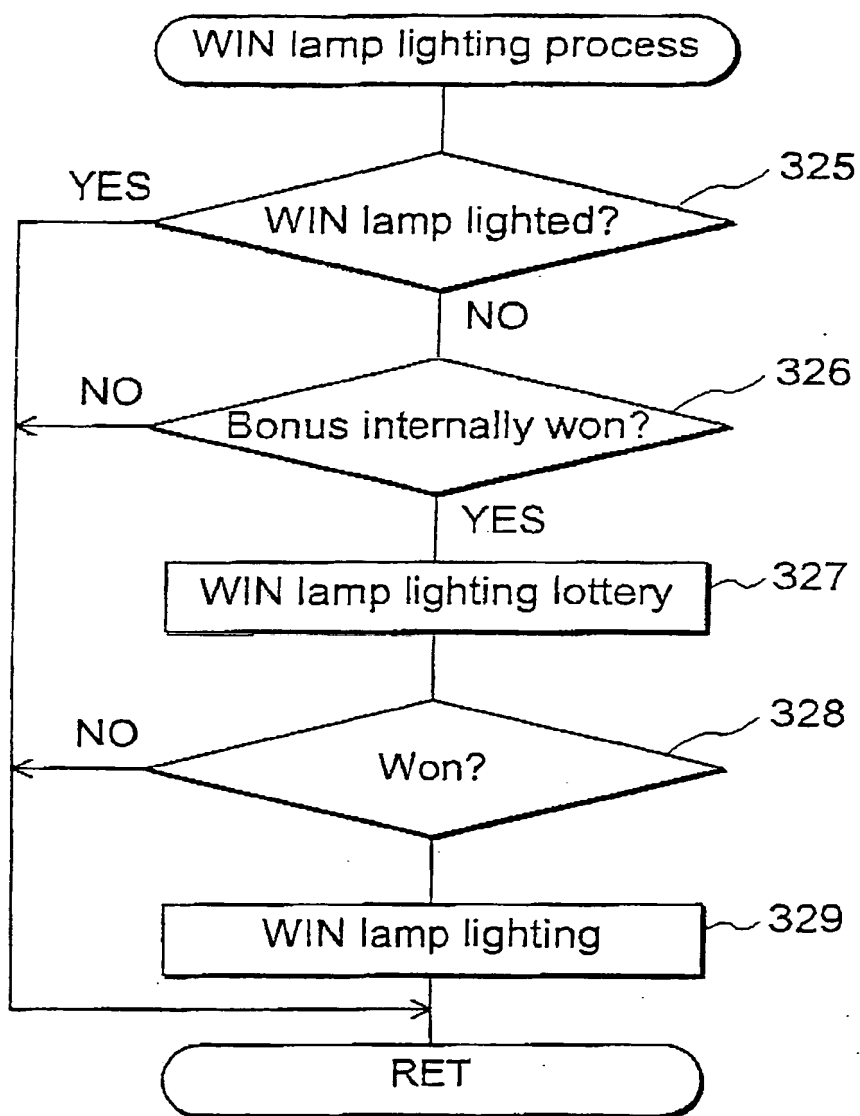 WIN lamp lighting process
325
YES
WIN lamp lighted?
NO
326
NO
Bonus internally won?
YES
327
WIN lamp lighting lottery
328
NO
Won?
329
WIN lamp lighting
RET